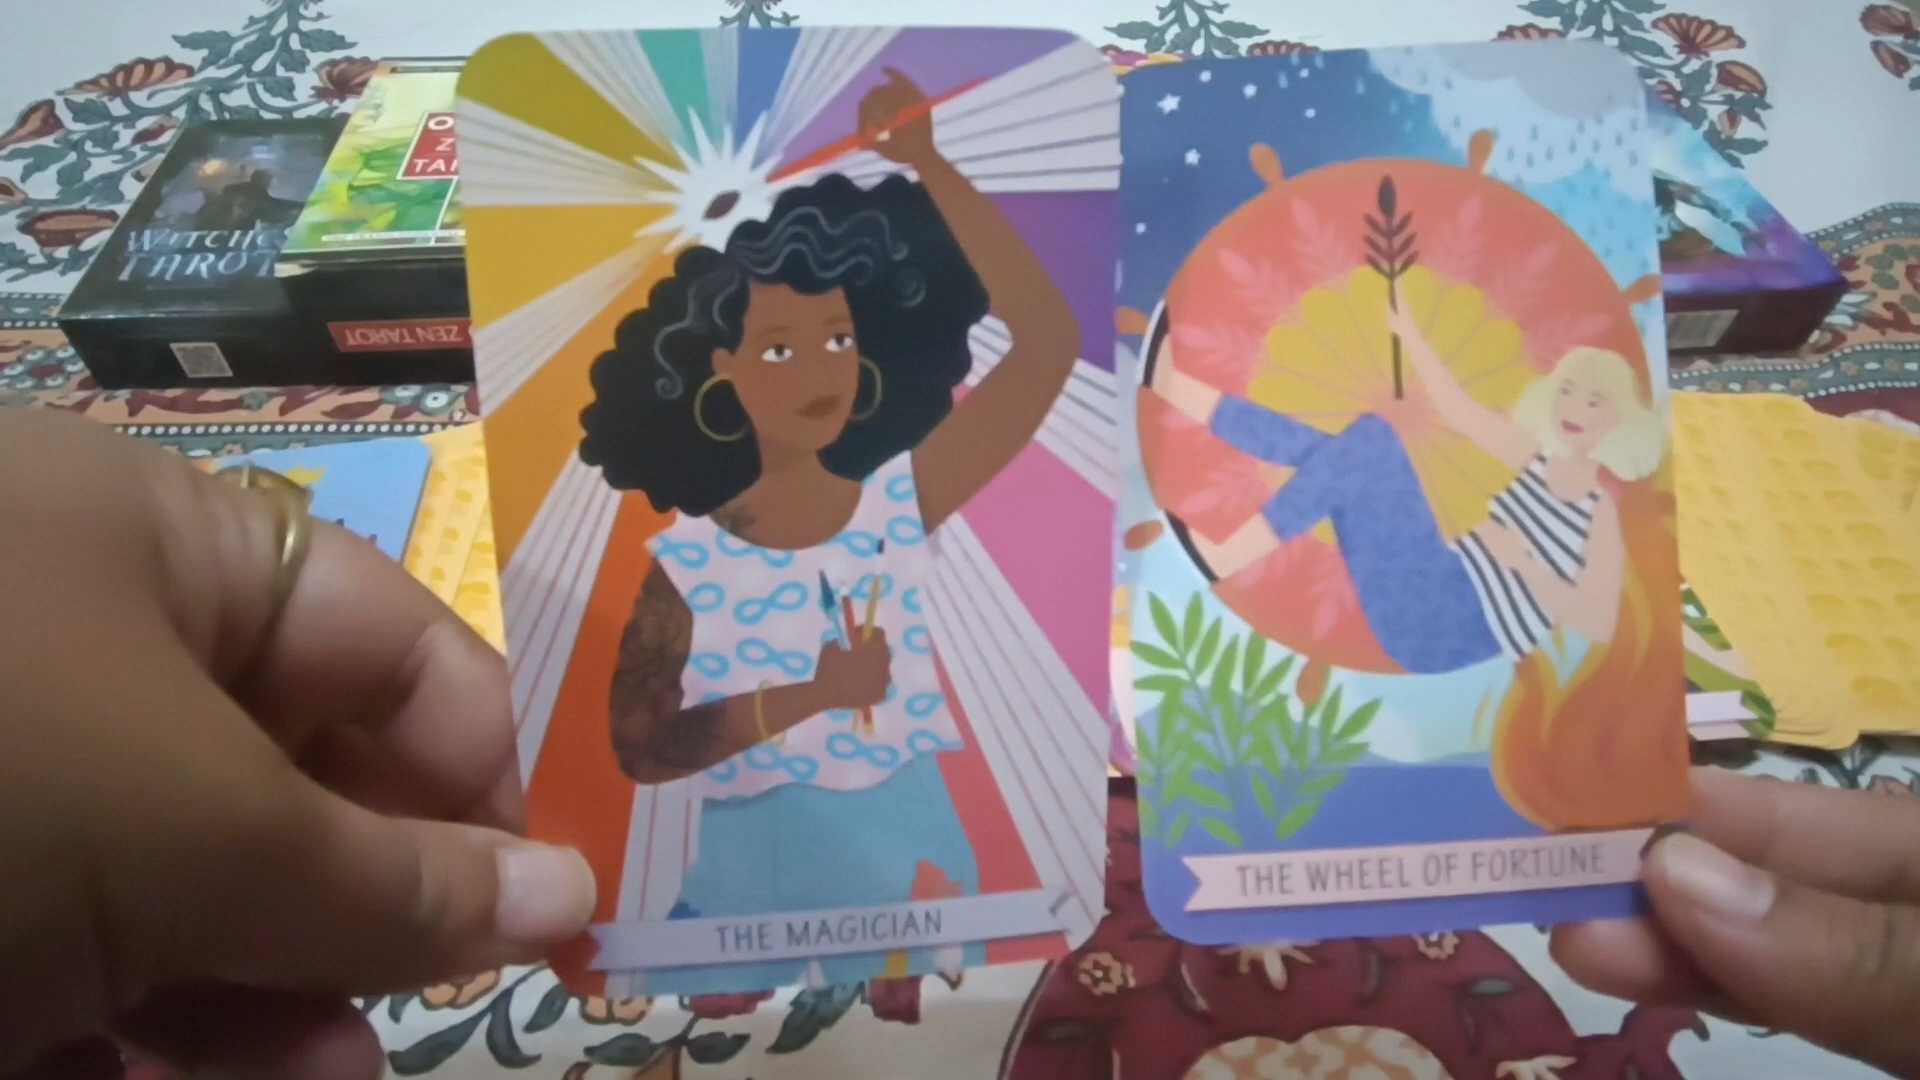 WITCHES
TAROT
ZEN TAROT
THE MAGICIAN
THE WHEEL OF FORTUNE